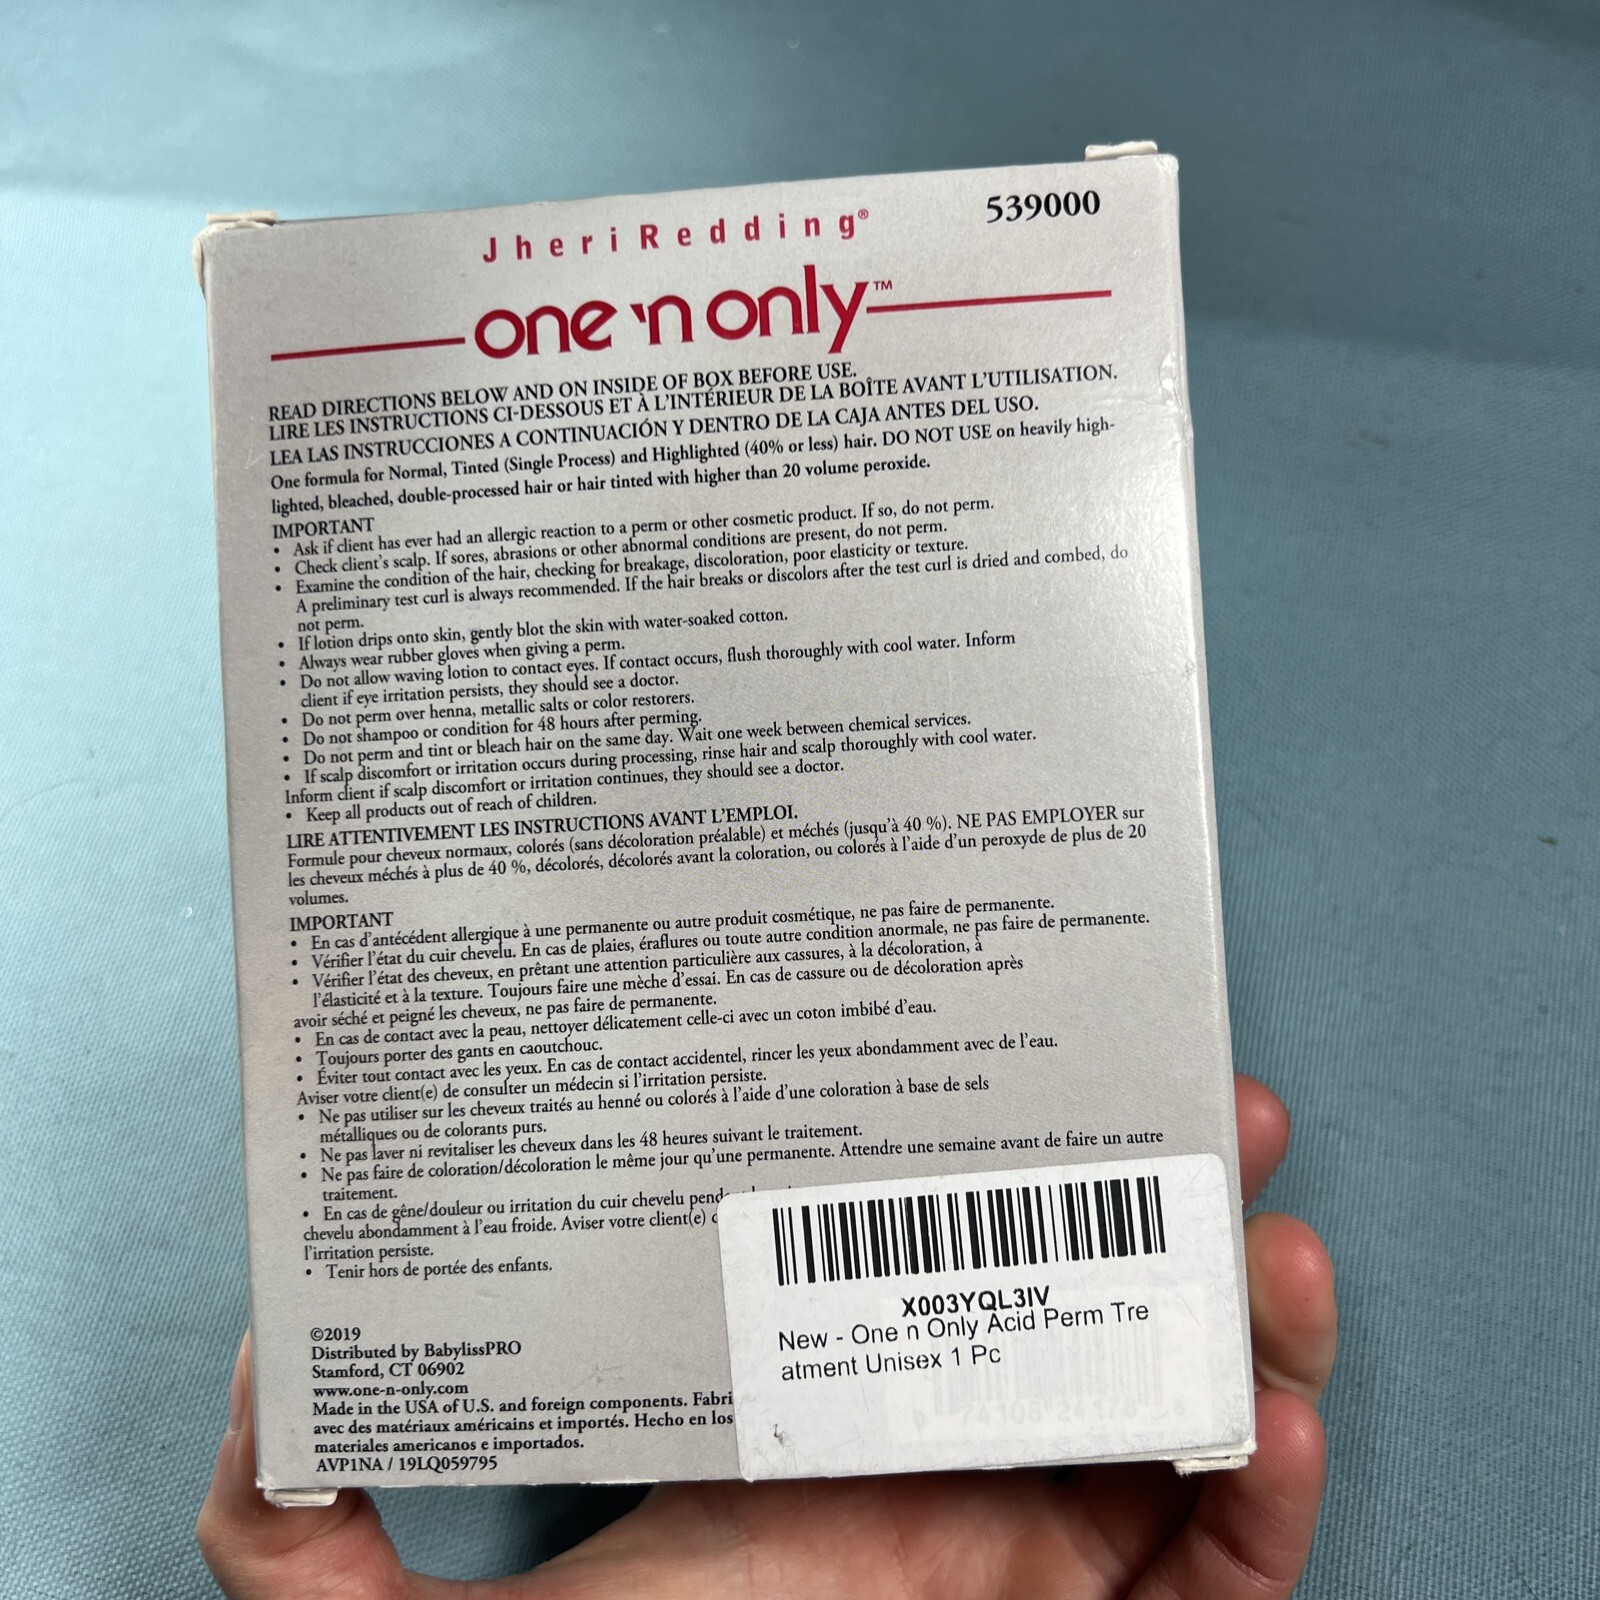 539000
JheriRedding®
one 'n only™
READ DIRECTIONS BELOW AND ON INSIDE OF BOX BEFORE USE.
LIRE LES INSTRUCTIONS CI-DESSOUS ET À L'INTÉRIEUR DE LA BOÎTE AVANT L'UTILISATION.
LEA LAS INSTRUCCIONES A CONTINUACIÓN Y DENTRO DE LA CAJA ANTES DEL USO.
One formula for Normal, Tinted (Single Process) and Highlighted (40% or less) hair. DO NOT USE on heavily high-
lighted, bleached, double-processed hair or hair tinted with higher than 20 volume peroxide.
IMPORTANT
• Ask if client has ever had an allergic reaction to a perm or other cosmetic product. If so, do not perm.
• Check client's scalp. If sores, abrasions or other abnormal conditions are present, do not perm.
• Examine the condition of the hair, checking for breakage, discoloration, poor elasticity or texture.
A preliminary test curl is always recommended. If the hair breaks or discolors after the test curl is dried and combed, do
not perm.
• If lotion drips onto skin, gently blot the skin with water-soaked cotton.
• Always wear rubber gloves when giving a perm.
• Do not allow waving lotion to contact eyes. If contact occurs, flush thoroughly with cool water. Inform
client if eye irritation persists, they should see a doctor.
• Do not perm over henna, metallic salts or color restorers.
• Do not shampoo or condition for 48 hours after perming.
• Do not perm and tint or bleach hair on the same day. Wait one week between chemical services.
• If scalp discomfort or irritation occurs during processing, rinse hair and scalp thoroughly with cool water.
Inform client if scalp discomfort or irritation continues, they should see a doctor.
• Keep all products out of reach of children.
LIRE ATTENTIVEMENT LES INSTRUCTIONS AVANT L'EMPLOI.
Formule pour cheveux normaux, colorés (sans décoloration préalable) et méchés (jusqu'à 40 %). NE PAS EMPLOYER sur
les cheveux méchés à plus de 40 %, décolorés, décolorés avant la coloration, ou colorés à l'aide d'un peroxyde de plus de 20
volumes.
IMPORTANT
• En cas d'antécédent allergique à une permanente ou autre produit cosmétique, ne pas faire de permanente.
• Vérifier l'état du cuir chevelu. En cas de plaies, éraflures ou toute autre condition anormale, ne pas faire de permanente.
• Vérifier l'état des cheveux, en prêtant une attention particulière aux cassures, à la décoloration, à
l'élasticité et à la texture. Toujours faire une mèche d'essai. En cas de cassure ou de décoloration après
avoir séché et peigné les cheveux, ne pas faire de permanente.
• En cas de contact avec la peau, nettoyer délicatement celle-ci avec un coton imbibé d'eau.
• Toujours porter des gants en caoutchouc.
• Éviter tout contact avec les yeux. En cas de contact accidentel, rincer les yeux abondamment avec de l'eau.
Aviser votre client(e) de consulter un médecin si l'irritation persiste.
• Ne pas utiliser sur les cheveux traités au henné ou colorés à l'aide d'une coloration à base de sels
métalliques ou de colorants purs.
• Ne pas laver ni revitaliser les cheveux dans les 48 heures suivant le traitement.
• Ne pas faire de coloration/décoloration le même jour qu'une permanente. Attendre une semaine avant de faire un autre
traitement.
• En cas de gêne/douleur ou irritation du cuir chevelu pend
chevelu abondamment à l'eau froide. Aviser votre client(e)
l'irritation persiste.
• Tenir hors de portée des enfants.
©2019
Distributed by BabylissPRO
Stamford, CT 06902
www.one-n-only.com
Made in the USA of U.S. and foreign components. Fabri
avec des matériaux américains et importés. Hecho en los
materiales americanos e importados.
AVP1NA / 19LQ059795
X003YQL3IV
New - One n Only Acid Perm Tre
atment Unisex 1 Pc